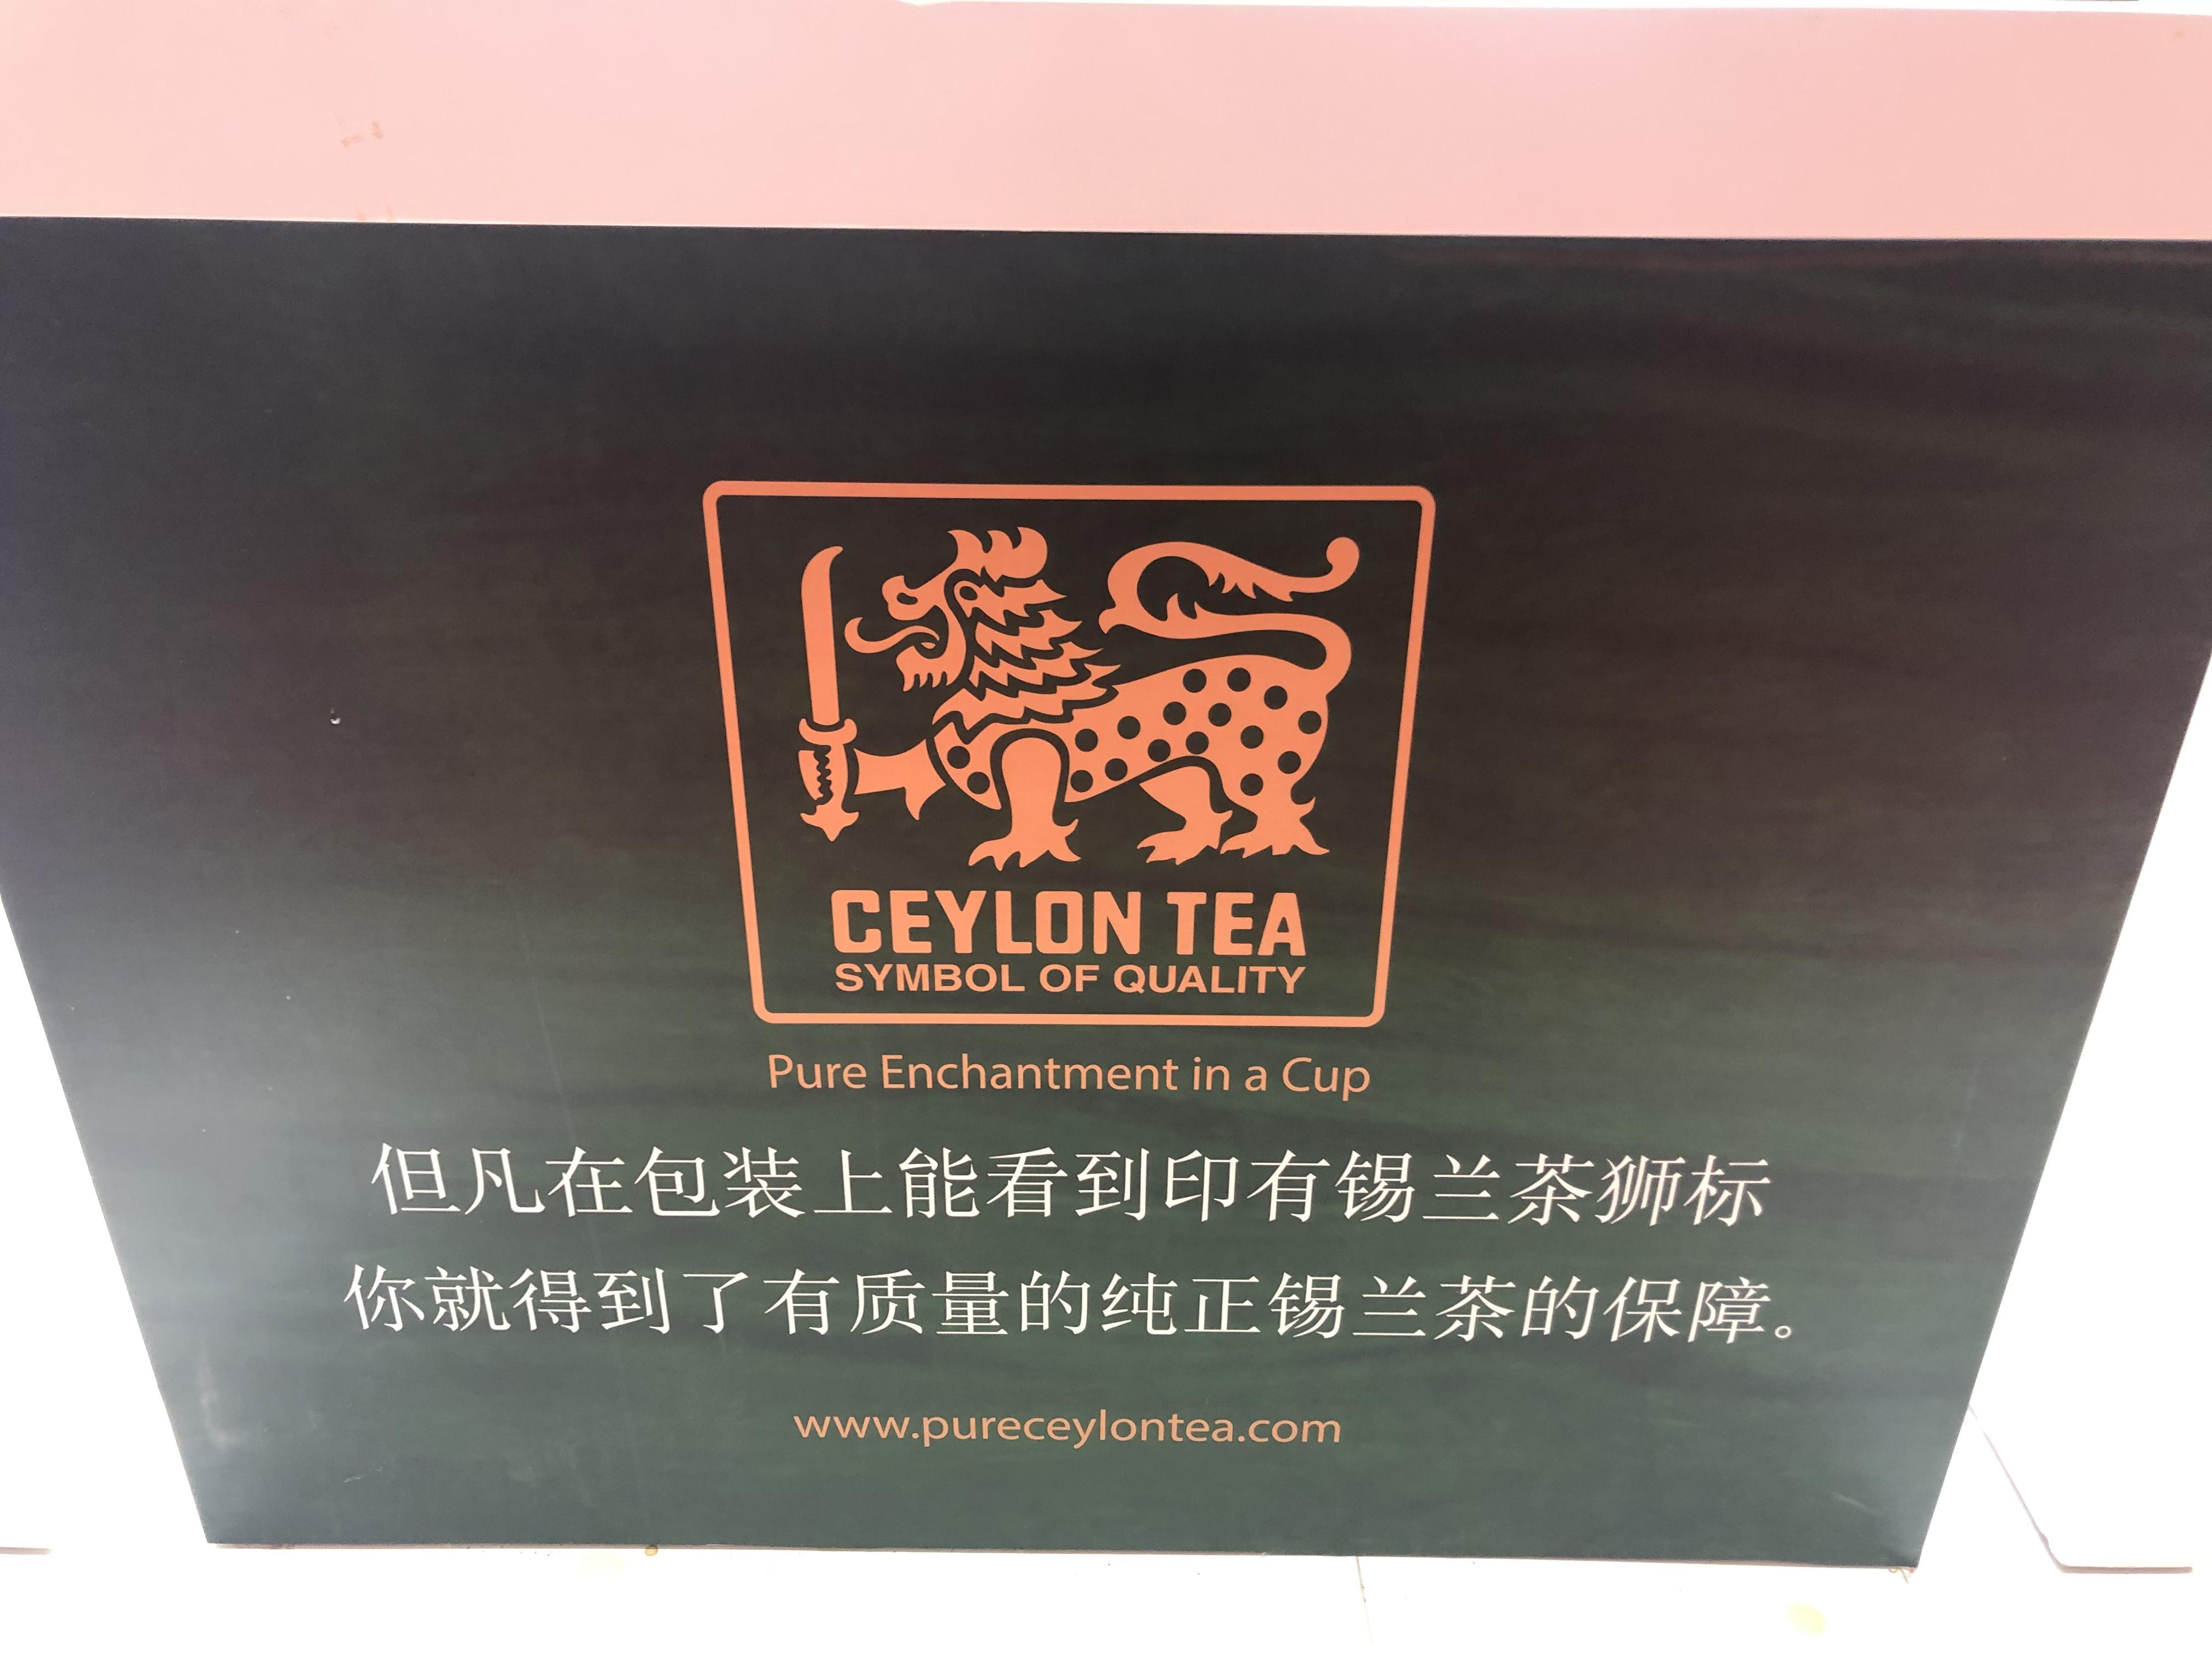 CEYLON TEA
SYMBOL OF QUALITY
Pure Enchantment in a Cup
但凡在包装上能看到印有锡兰茶狮标
你就得到了有质量的纯正锡兰茶的保障。
www.pureceylontea.com